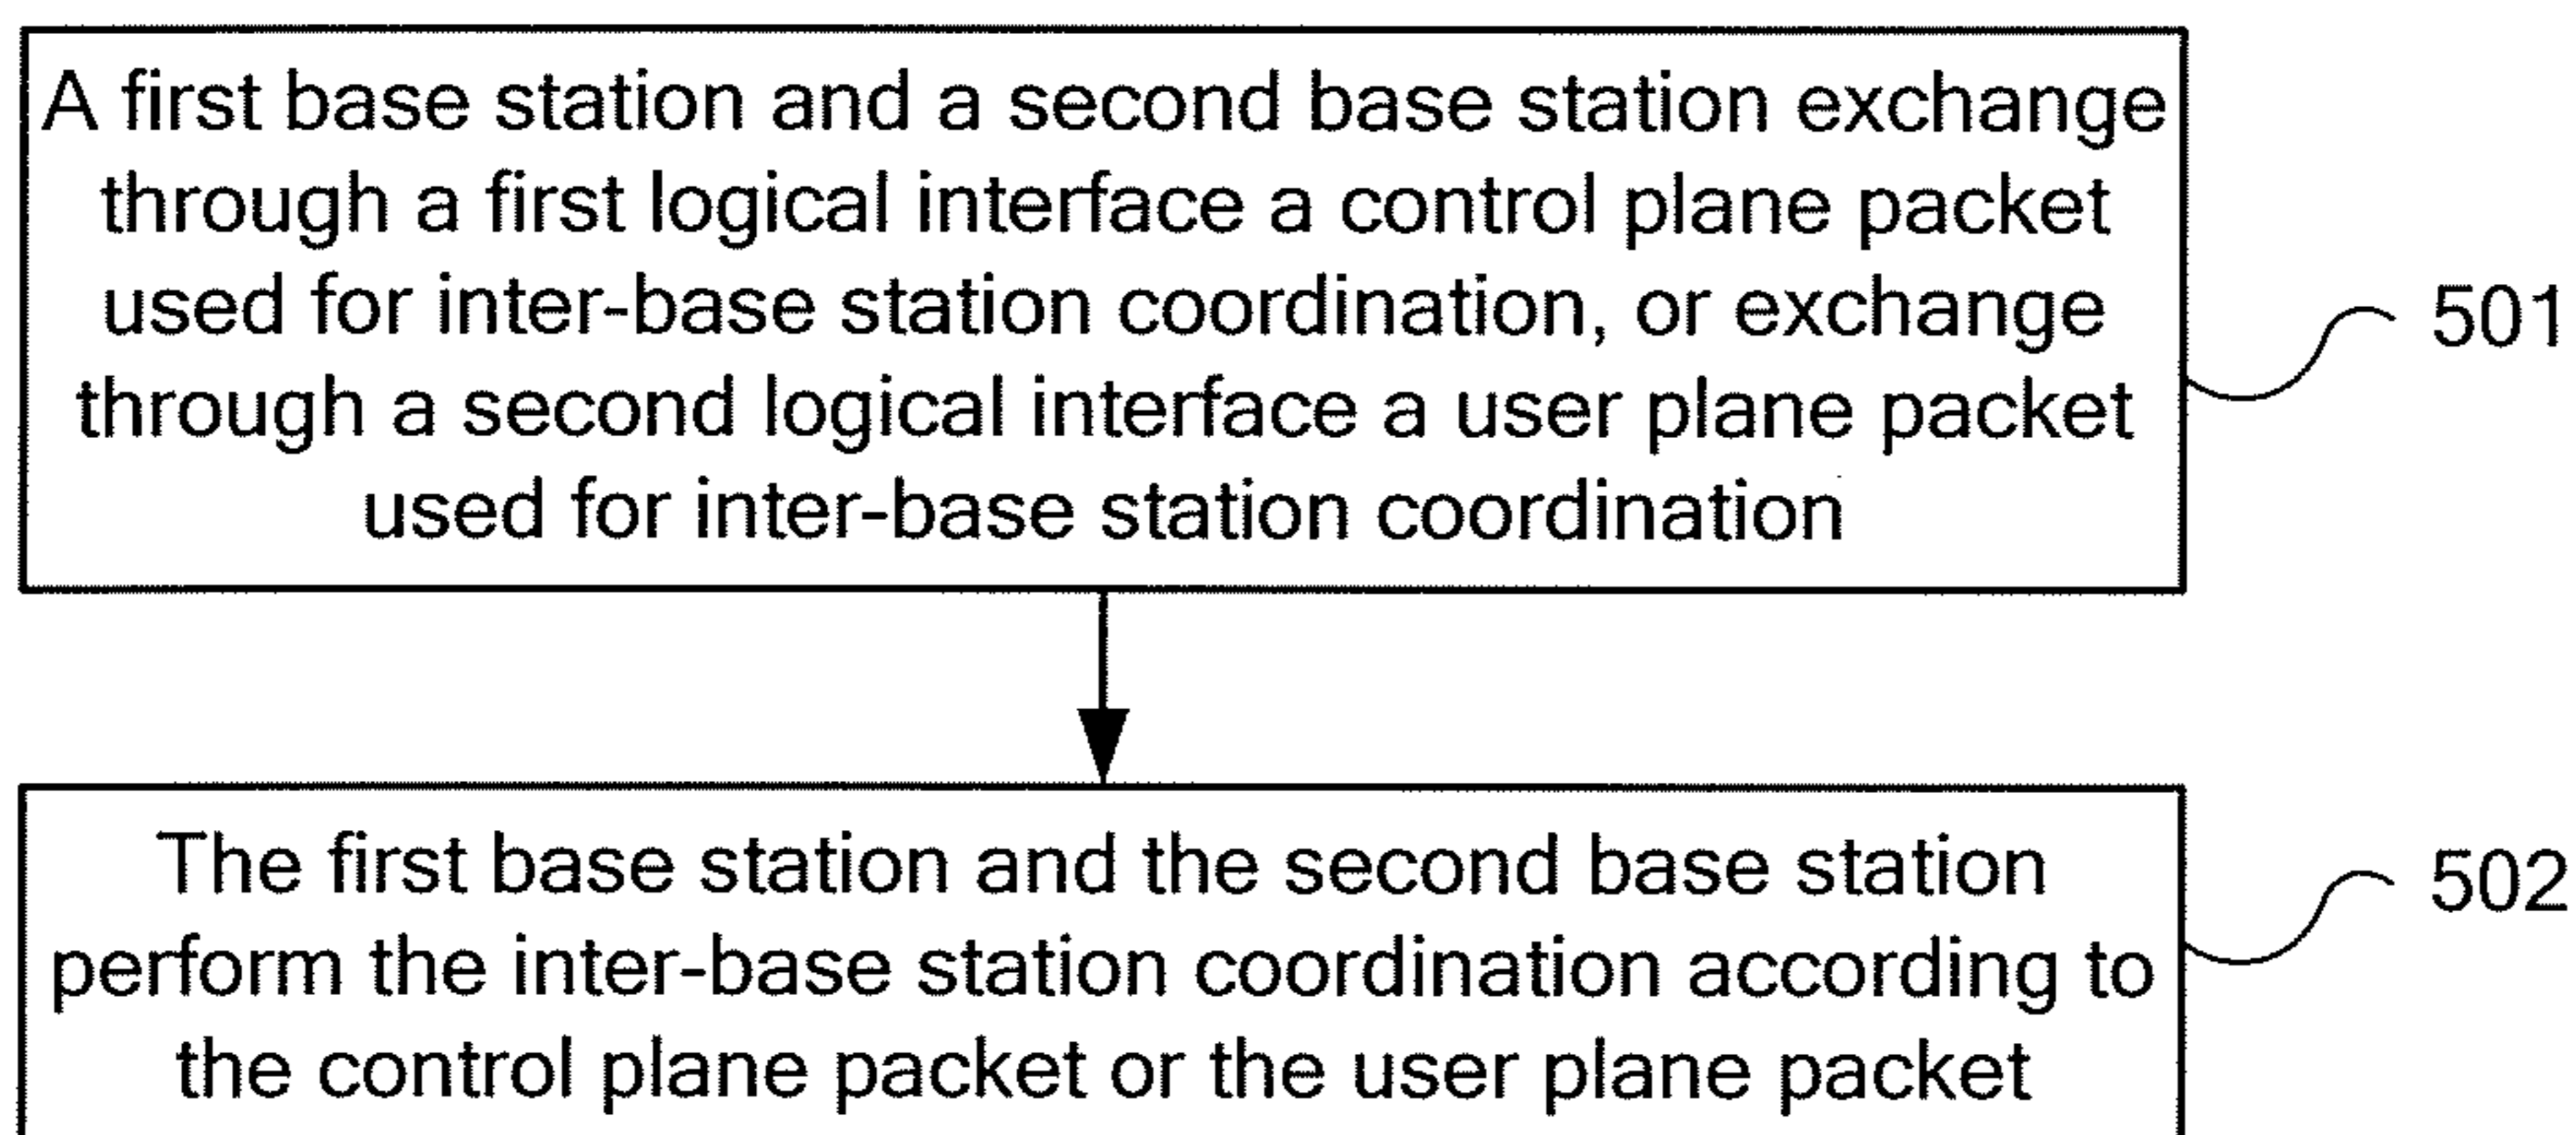 A first base station and a second base station exchange
through a first logical interface a control plane packet
used for inter-base station coordination, or exchange
through a second logical interface a user plane packet
used for inter-base station coordination
501
The first base station and the second base station
perform the inter-base station coordination according to
the control plane packet or the user plane packet
502